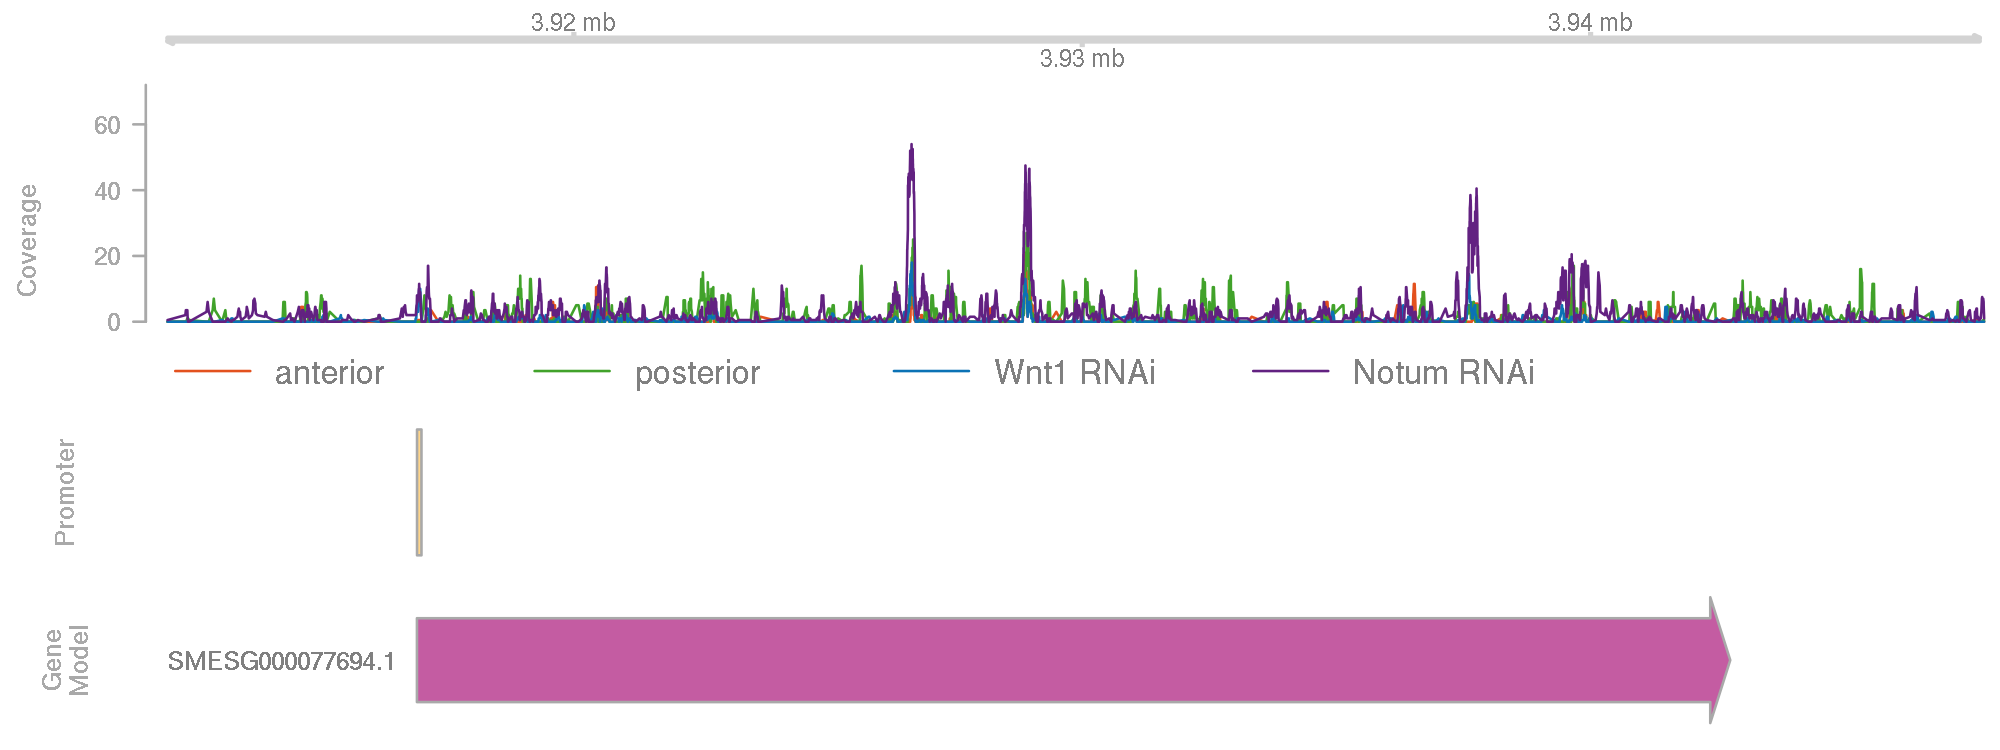 3.92 mb
3.94 mb
3.93 mb
Coverage
60
40
20
0
anterior
posterior
Wnt1 RNAi
Notum RNAi
Promoter
Gene
Model
SMESG000077694.1